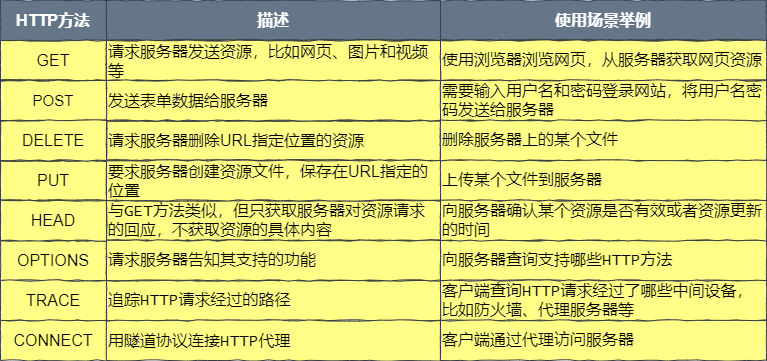 HTTP方法 描述 使用场景举例
GET
请求服务器发送资源，比如网页、图片和视频
等
使用浏览器浏览网页，从服务器获取网页资源
POST
发送表单数据给服务器
需要输入用户名和密码登录网站，将用户名密
码发送给服务器
DELETE
请求服务器删除URL指定位置的资源
删除服务器上的某个文件
PUT
要求服务器创建资源文件，保存在URL指定的
位置
上传某个文件到服务器
HEAD
与GET方法类似，但只获取服务器对资源请求
的回应，不获取资源的具体内容
向服务器确认某个资源是否有效或者资源更新
的时间
OPTIONS
请求服务器告知其支持的功能
向服务器查询支持哪些HTTP方法
TRACE
追踪HTTP请求经过的路径
客户端查询HTTP请求经过了哪些中间设备，
比如防火墙、代理服务器等
CONNECT
用隧道协议连接HTTP代理
客户端通过代理访问服务器